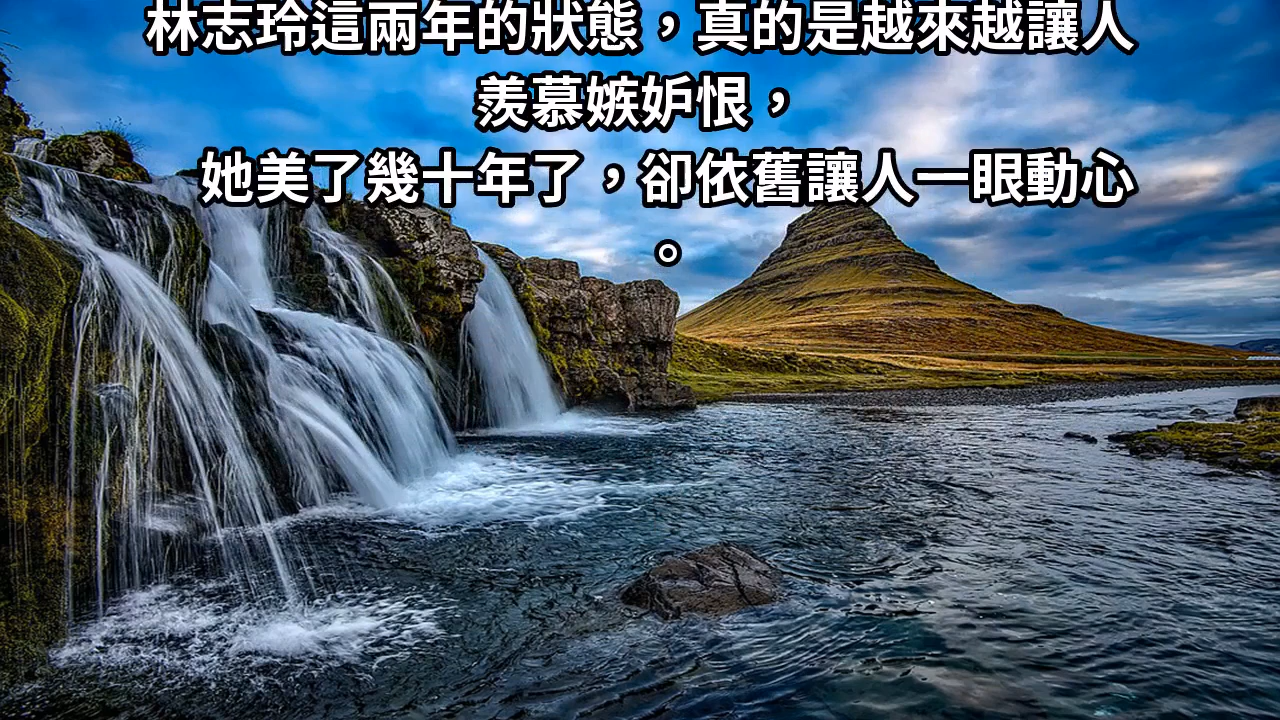 林志玲這兩年的狀態，真的是越來越讓人
羨慕嫉妒恨，
她美了幾十年了，卻依舊讓人一眼動心
。